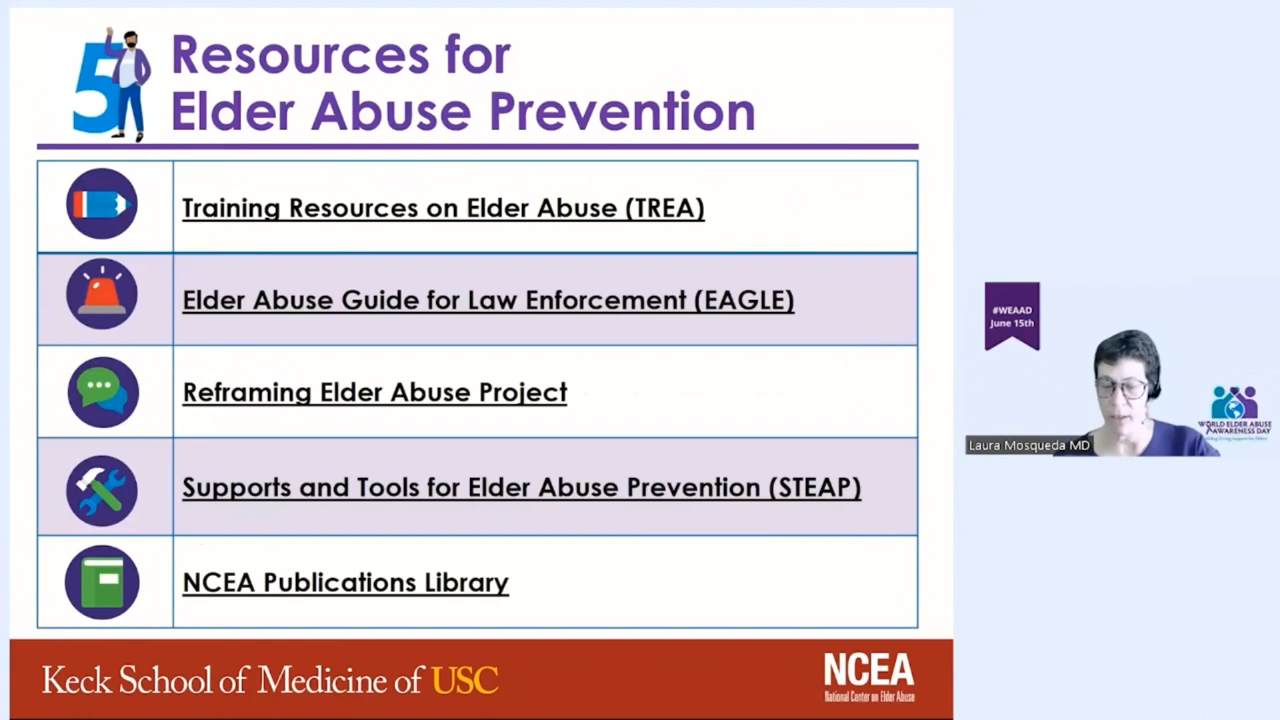 5 Resources for
Elder Abuse Prevention
Training Resources on Elder Abuse (TREA)
Elder Abuse Guide for Law Enforcement (EAGLE)
Reframing Elder Abuse Project
Supports and Tools for Elder Abuse Prevention (STEAP)
NCEA Publications Library
Keck School of Medicine of USC
NCEA
National Center on Elder Abuse
#WEAAD
June 15th
Laura Mosqueda MD
WORLD ELDER ABUSE
AWARENESS DAY